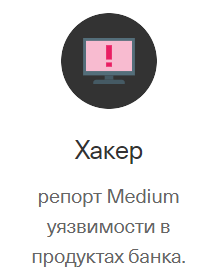 Хакер
репорт Medium
уязвимости в
продуктах банка.